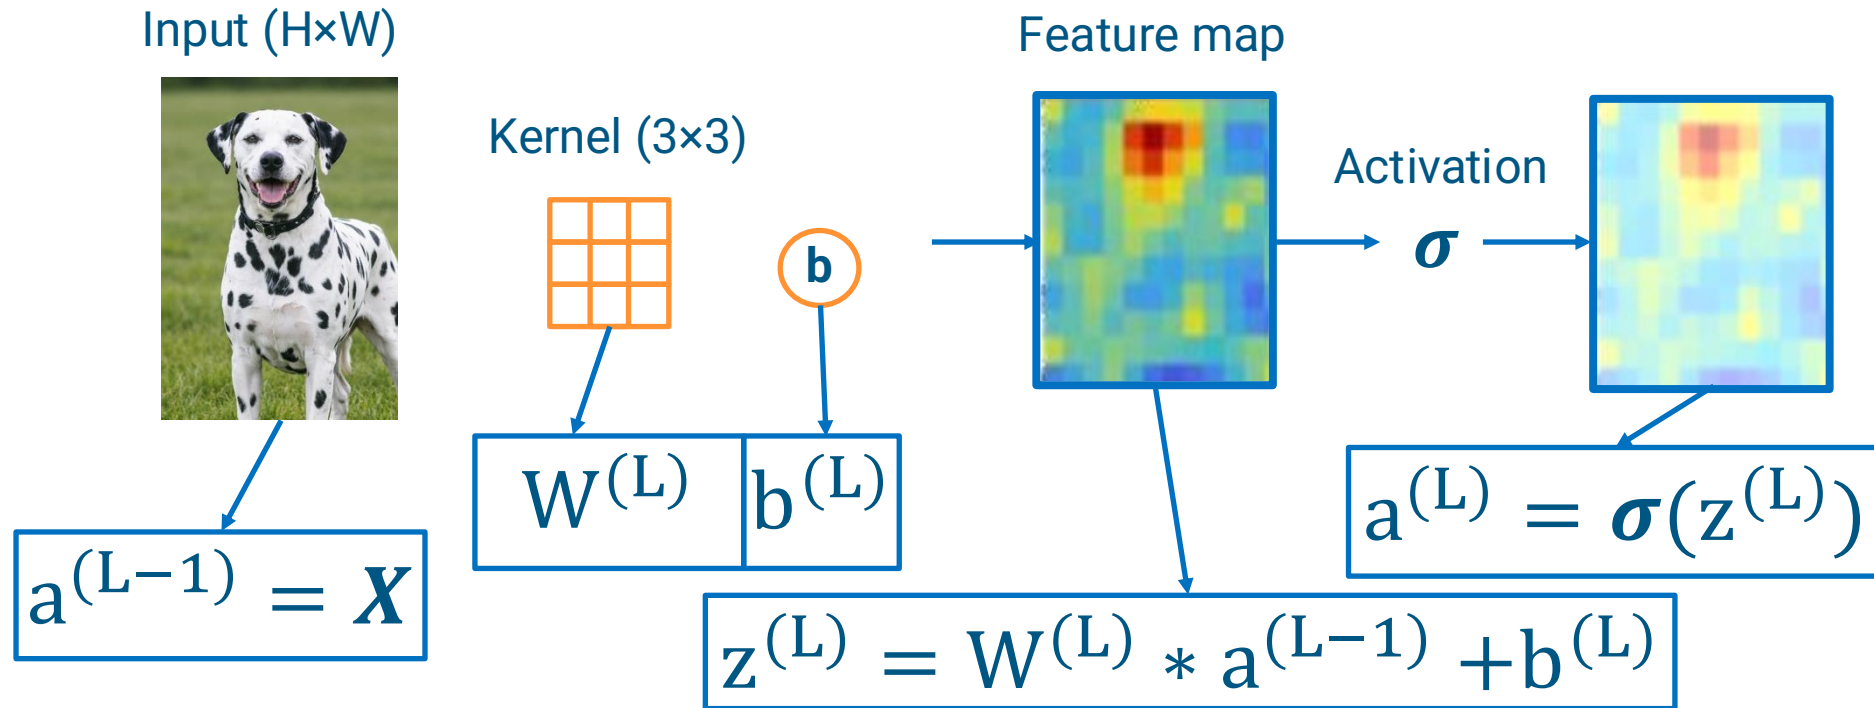 Input (H×W)
Kernel (3×3)
b
Feature map
Activation
σ
a^(L−1) = X
W^(L)
b^(L)
z^(L) = W^(L) * a^(L−1) +b^(L)
a^(L) = σ(z^(L))